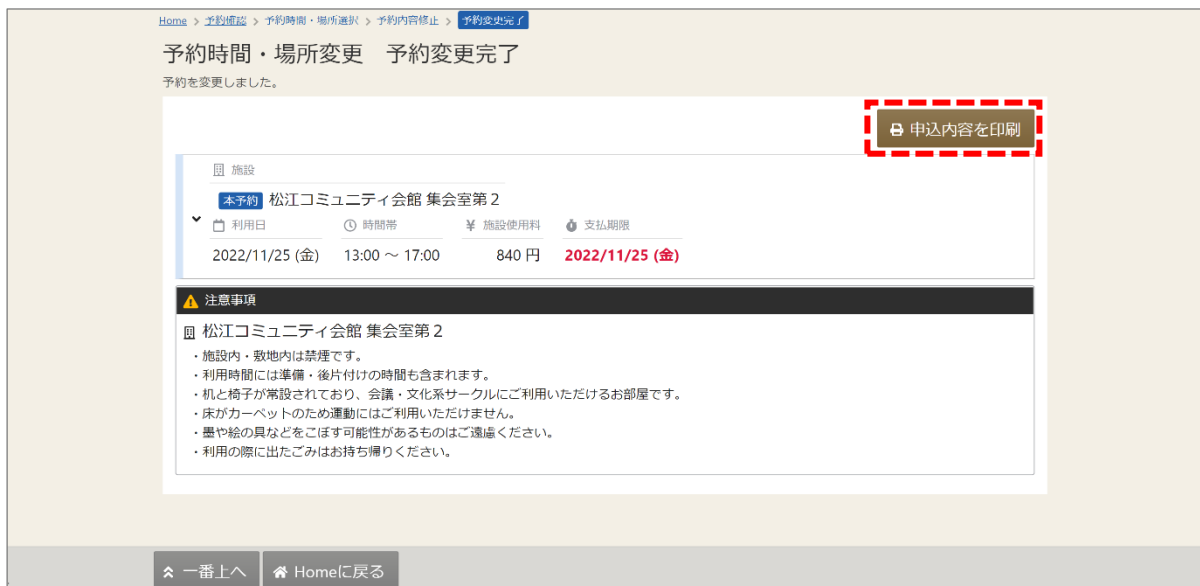 Home > 予約確認 > 予約時間・場所選択 > 予約内容修正 > 予約変更完了
予約時間・場所変更 予約変更完了
予約を変更しました。
申込内容を印刷
施設
本予約 松江コミュニティ会館 集会室第２
利用日 時間帯 ¥ 施設使用料 支払期限
2022/11/25 (金) 13:00 ～ 17:00 840 円 2022/11/25 (金)
注意事項
松江コミュニティ会館 集会室第２
・施設内・敷地内は禁煙です。
・利用時間には準備・後片付けの時間も含まれます。
・机と椅子が常設されており、会議・文化系サークルにご利用いただけるお部屋です。
・床がカーペットのため運動にはご利用いただけません。
・墨や絵の具などをこぼす可能性があるものはご遠慮ください。
・利用の際に出たごみはお持ち帰りください。
一番上へ Homeに戻る